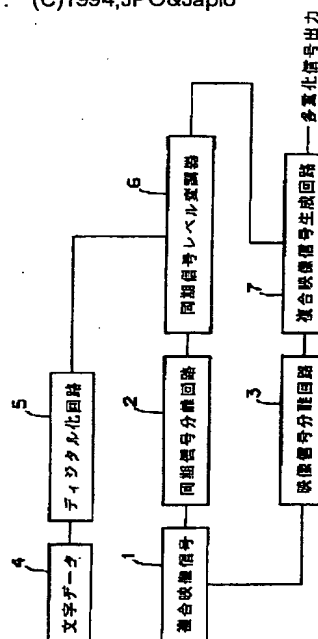 (C)1994,JPO&Japio
4
文字データ
5
ディジタル化回路
1
複合映像信号
2
同期信号分離回路
6
同期信号レベル変調器
3
映像信号分離回路
7
複合映像信号生成回路
多重化信号出力